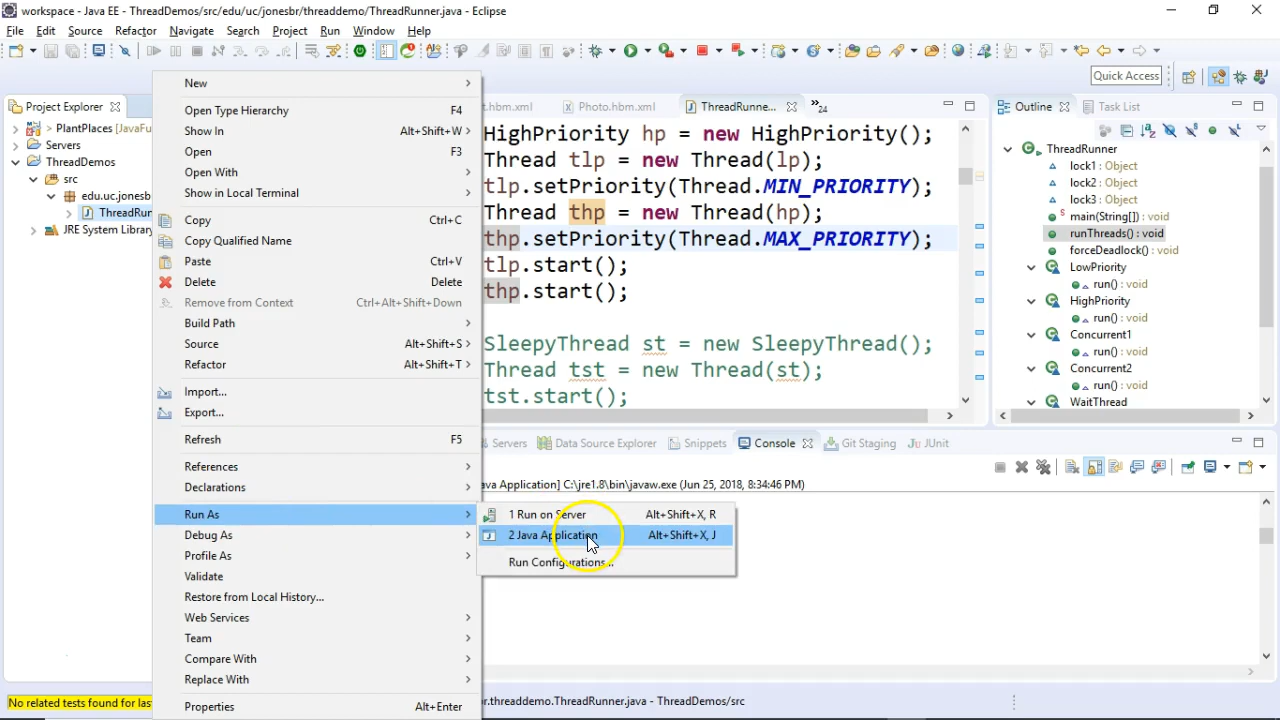 workspace - Java EE - ThreadDemos/src/edu/uc/jonesbr/threaddemo/ThreadRunner.java - Eclipse
File Edit Source Refactor Navigate Search Project Run Window Help
Quick Access
Project Explorer
> PlantPlaces [JavaFu
Servers
ThreadDemos
src
edu.uc.jonesb
ThreadRun
JRE System Library
New
Open Type Hierarchy F4
Show In Alt+Shift+W
Open F3
Open With
Show in Local Terminal
Copy Ctrl+C
Copy Qualified Name
Paste Ctrl+V
Delete Delete
Remove from Context Ctrl+Alt+Shift+Down
Build Path
Source Alt+Shift+S
Refactor Alt+Shift+T
Import...
Export...
Refresh F5
References
Declarations
Run As
Debug As
Profile As
Validate
Restore from Local History...
Web Services
Team
Compare With
Replace With
Properties Alt+Enter
1 Run on Server Alt+Shift+X, R
2 Java Application Alt+Shift+X, J
Run Configurations...
t.hbm.xml Photo.hbm.xml ThreadRunne... 24
HighPriority hp = new HighPriority();
Thread tlp = new Thread(lp);
tlp.setPriority(Thread.MIN_PRIORITY);
Thread thp = new Thread(hp);
thp.setPriority(Thread.MAX_PRIORITY);
tlp.start();
thp.start();
SleepyThread st = new SleepyThread();
Thread tst = new Thread(st);
tst.start();
Outline Task List
ThreadRunner
lock1 : Object
lock2 : Object
lock3 : Object
main(String[]) : void
runThreads() : void
forceDeadlock() : void
LowPriority
run() : void
HighPriority
run() : void
Concurrent1
run() : void
Concurrent2
run() : void
WaitThread
Servers Data Source Explorer Snippets Console Git Staging JUnit
ava Application] C:\jre1.8\bin\javaw.exe (Jun 25, 2018, 8:34:46 PM)
No related tests found for las
or.threaddemo.ThreadRunner.java - ThreadDemos/src